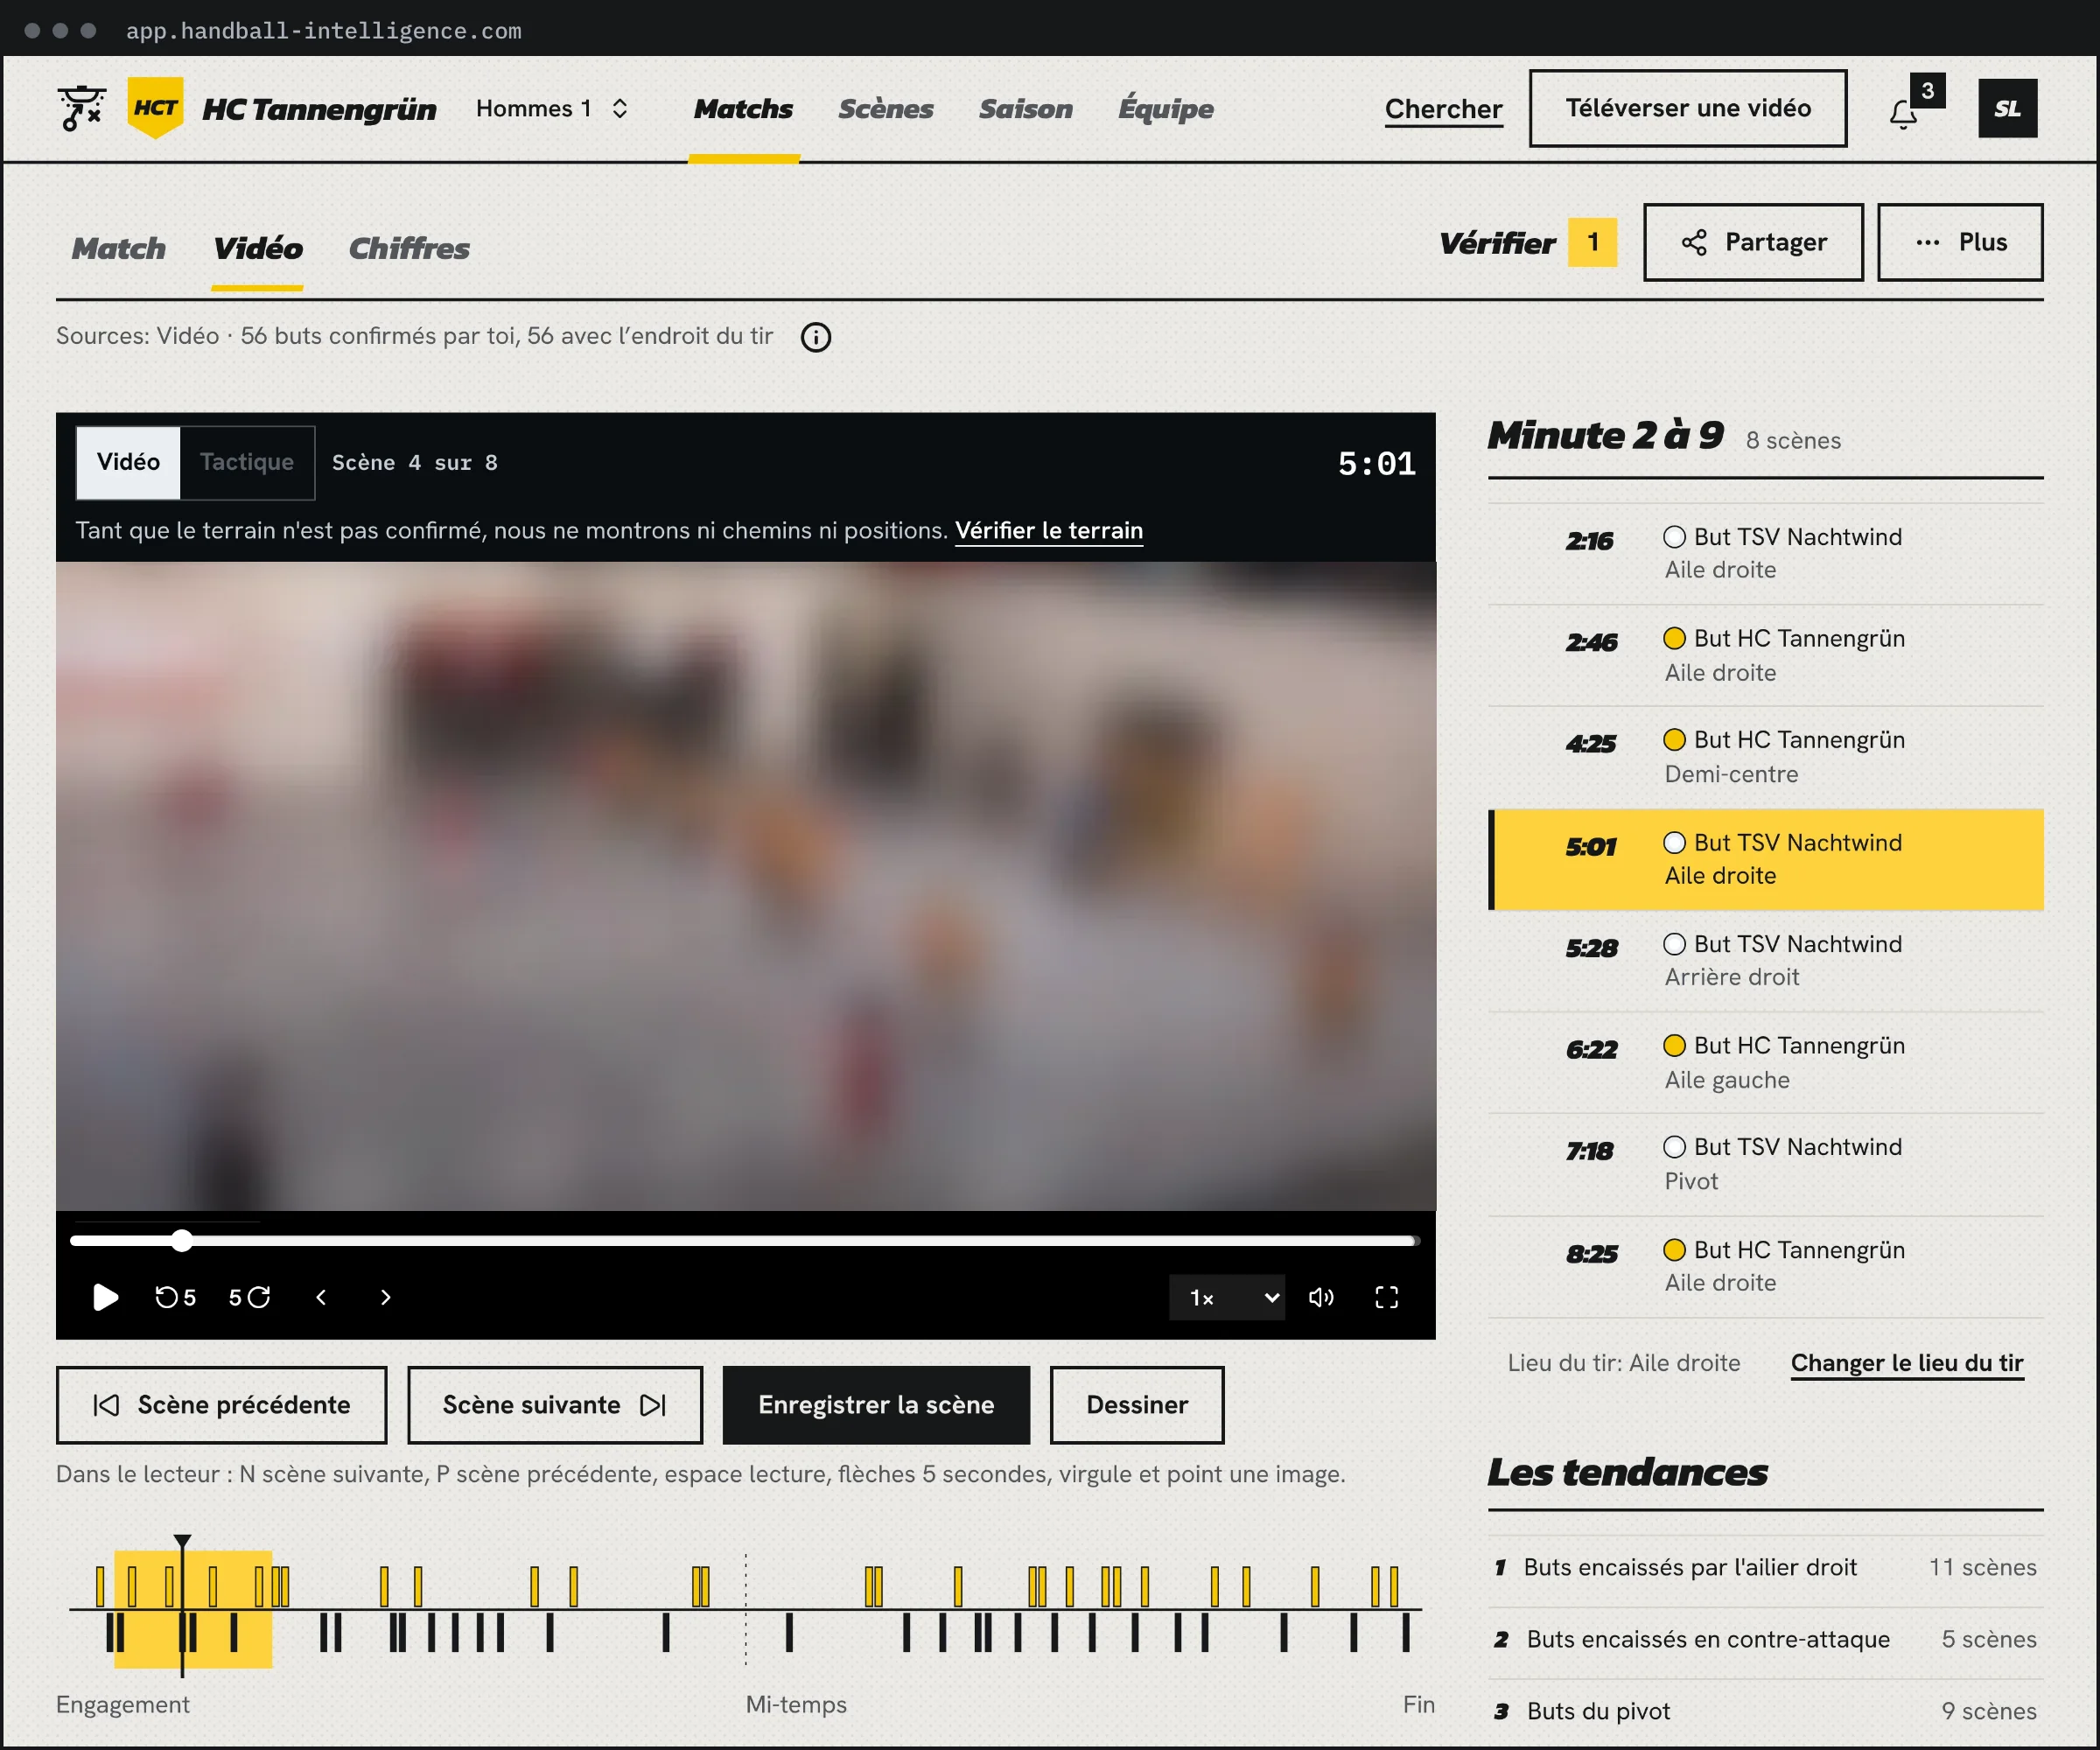 app.handball-intelligence.com
HCT HC Tannengrün Hommes 1 Matchs Scènes Saison Équipe Chercher Téléverser une vidéo 3 SL
Match Vidéo Chiffres Vérifier 1 Partager ··· Plus
Sources: Vidéo · 56 buts confirmés par toi, 56 avec l’endroit du tir
Vidéo Tactique Scène 4 sur 8 5:01
Tant que le terrain n'est pas confirmé, nous ne montrons ni chemins ni positions. Vérifier le terrain
5 5 1×
Scène précédente Scène suivante Enregistrer la scène Dessiner
Dans le lecteur : N scène suivante, P scène précédente, espace lecture, flèches 5 secondes, virgule et point une image.
Engagement Mi-temps Fin
Minute 2 à 9 8 scènes
2:16 But TSV Nachtwind
Aile droite
2:46 But HC Tannengrün
Aile droite
4:25 But HC Tannengrün
Demi-centre
5:01 But TSV Nachtwind
Aile droite
5:28 But TSV Nachtwind
Arrière droit
6:22 But HC Tannengrün
Aile gauche
7:18 But TSV Nachtwind
Pivot
8:25 But HC Tannengrün
Aile droite
Lieu du tir: Aile droite Changer le lieu du tir
Les tendances
1 Buts encaissés par l'ailier droit 11 scènes
2 Buts encaissés en contre-attaque 5 scènes
3 Buts du pivot 9 scènes